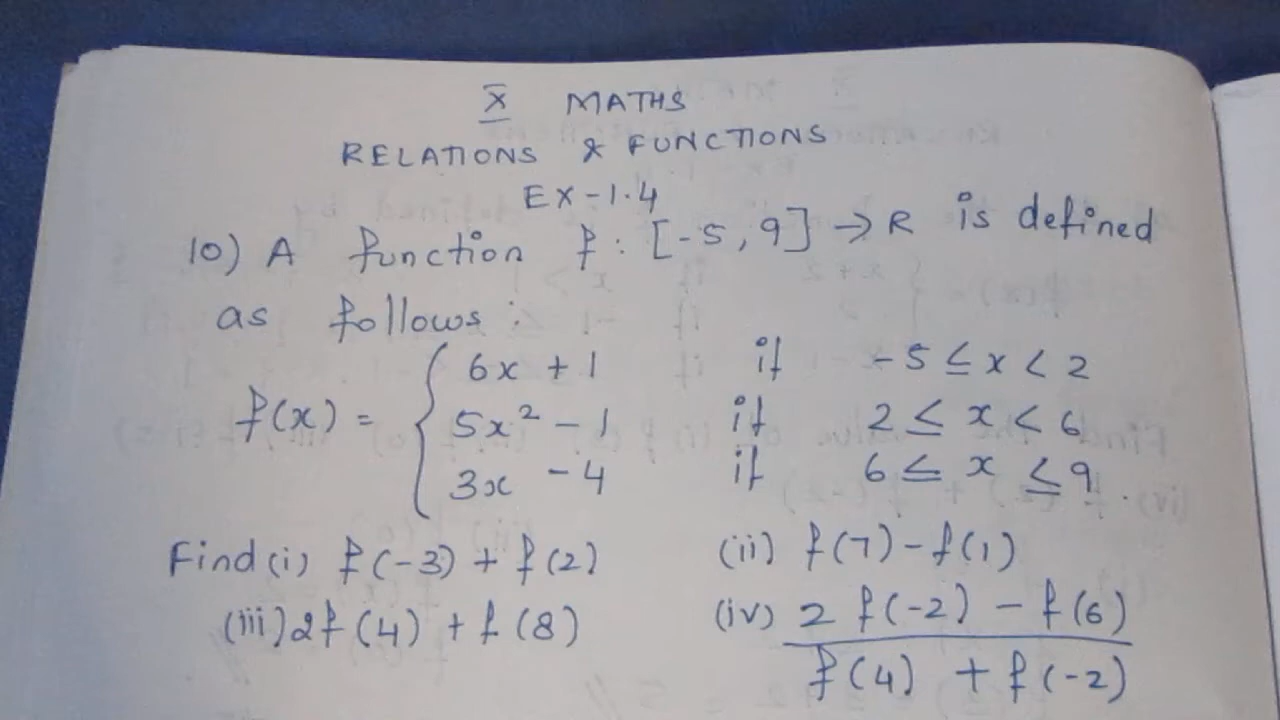 X MATHS
RELATIONS & FUNCTIONS
EX-1.4
10) A function f : [-5, 9] → R is defined
as follows :
f(x) = { 6x + 1 if -5 ≤ x < 2
5x² - 1 if 2 ≤ x < 6
3x - 4 if 6 ≤ x ≤ 9.
Find (i) f(-3) + f(2) (ii) f(7) - f(1)
(iii) 2f(4) + f(8) (iv) 2 f(-2) - f(6)
f(4) + f(-2)